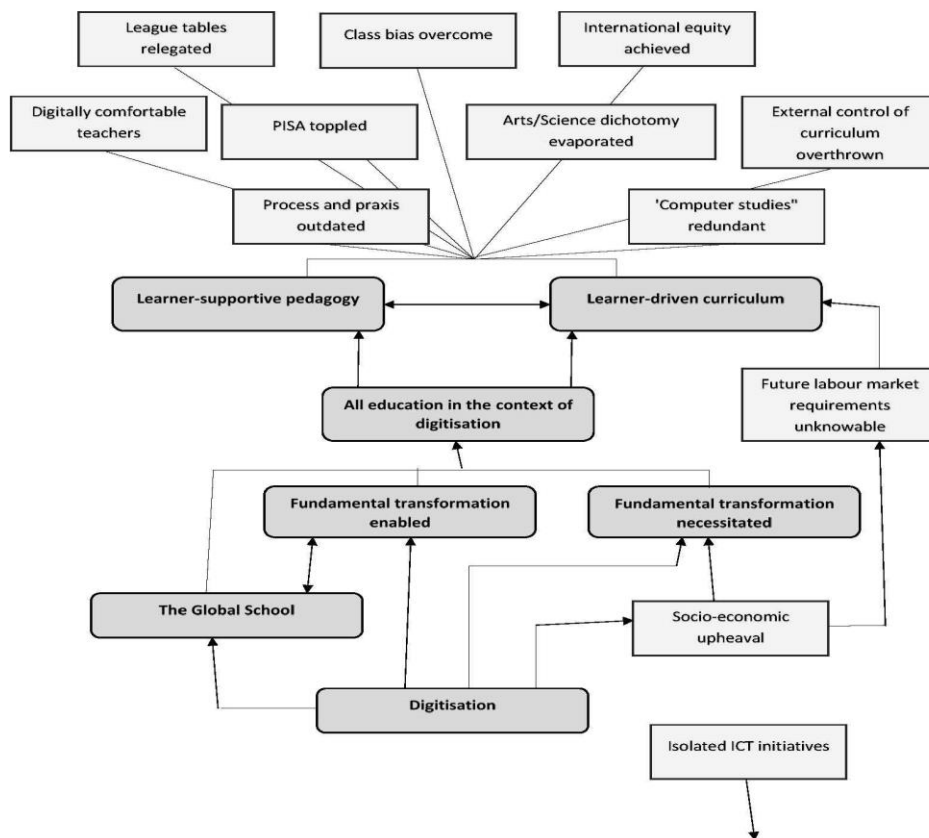 League tables
relegated
Class bias overcome
International equity
achieved
Digitally comfortable
teachers
PISA toppled
Arts/Science dichotomy
evaporated
External control of
curriculum
overthrown
Process and praxis
outdated
'Computer studies"
redundant
Learner-supportive pedagogy
Learner-driven curriculum
Future labour market
requirements
unknowable
All education in the context of
digitisation
Fundamental transformation
enabled
Fundamental transformation
necessitated
The Global School
Socio-economic
upheaval
Digitisation
Isolated ICT initiatives